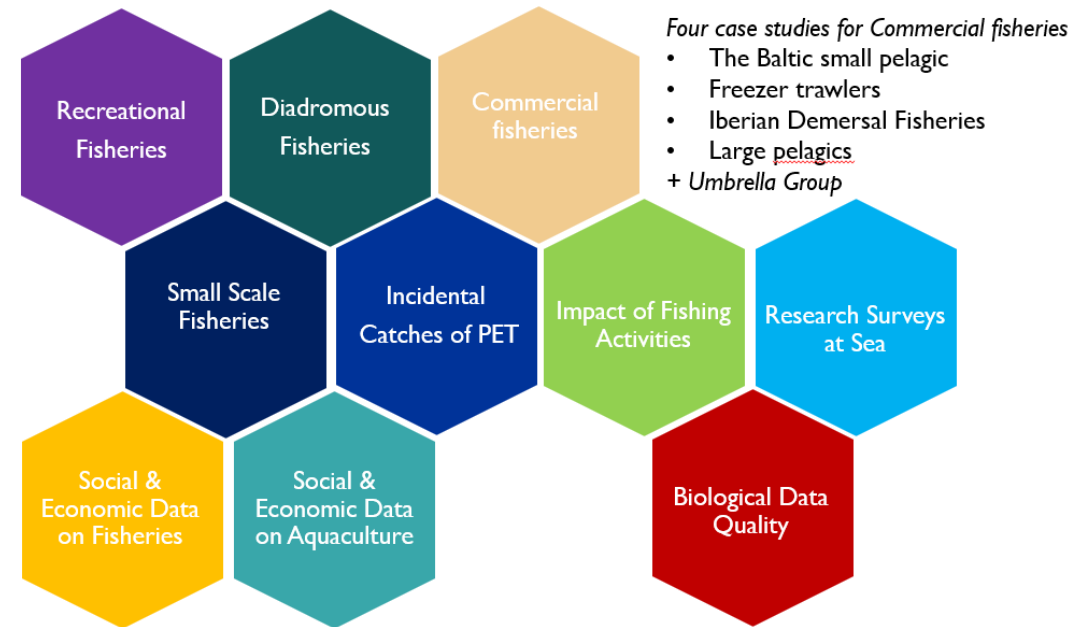 Recreational
Fisheries
Diadromous
Fisheries
Commercial
fisheries
Four case studies for Commercial fisheries
• The Baltic small pelagic
• Freezer trawlers
• Iberian Demersal Fisheries
• Large pelagics
+ Umbrella Group
Small Scale
Fisheries
Incidental
Catches of PET
Impact of Fishing
Activities
Research Surveys
at Sea
Social &
Economic Data
on Fisheries
Social &
Economic Data
on Aquaculture
Biological Data
Quality